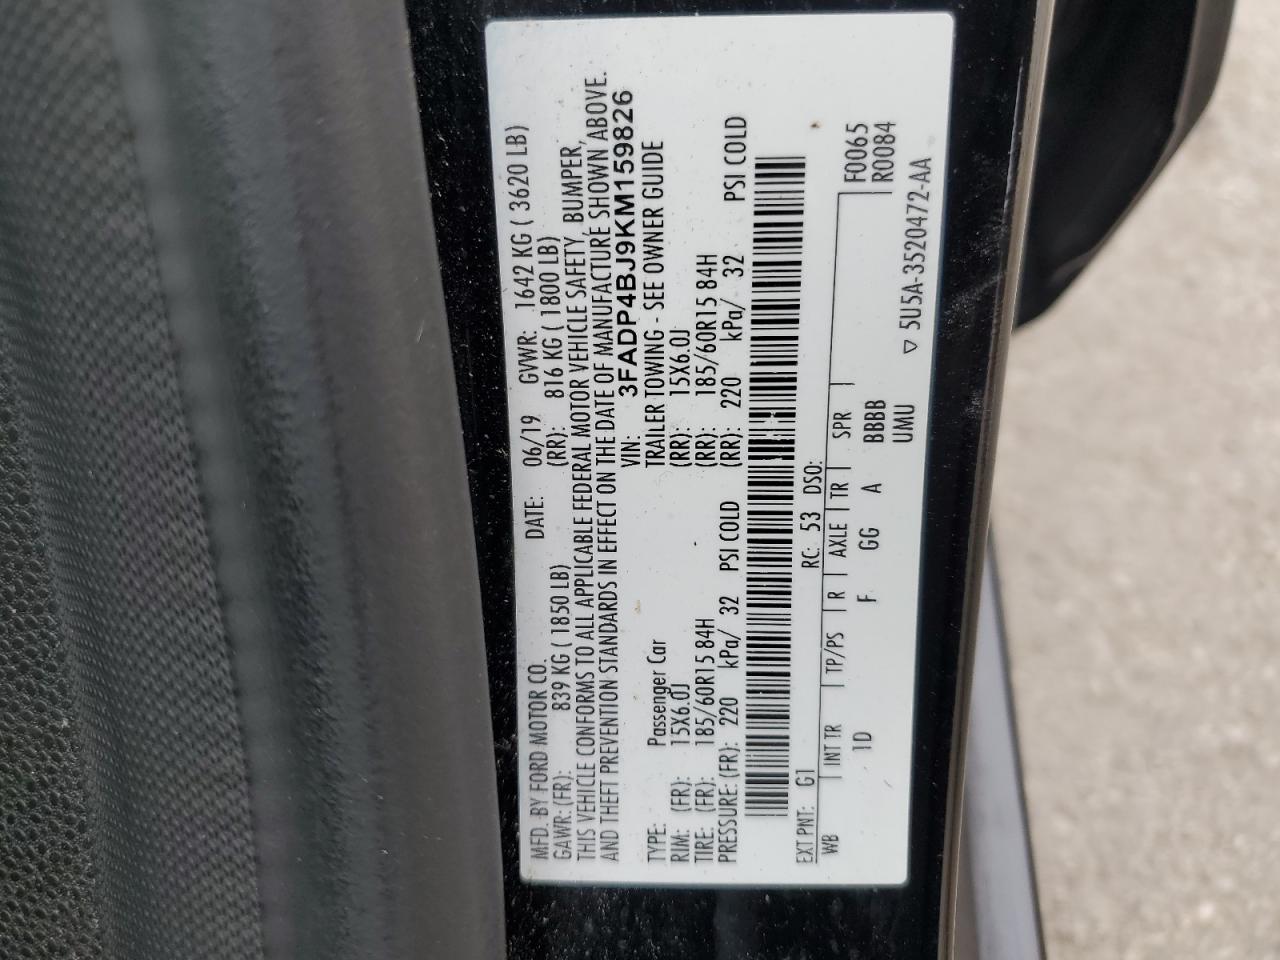 MFD. BY FORD MOTOR CO. DATE: 06/19 GVWR: 1642 KG ( 3620 LB)
GAWR: (FR): 839 KG ( 1850 LB) (RR): 816 KG ( 1800 LB)
THIS VEHICLE CONFORMS TO ALL APPLICABLE FEDERAL MOTOR VEHICLE SAFETY, BUMPER,
AND THEFT PREVENTION STANDARDS IN EFFECT ON THE DATE OF MANUFACTURE SHOWN ABOVE.
VIN: 3FADP4BJ9KM159826
TYPE: Passenger Car TRAILER TOWING - SEE OWNER GUIDE
RIM: (FR): 15X6.0J (RR): 15X6.0J
TIRE: (FR): 185/60R15 84H (RR): 185/60R15 84H
PRESSURE: (FR): 220 kPa/ 32 PSI COLD (RR): 220 kPa/ 32 PSI COLD
EXT PNT: G1 RC: 53 DSO:
WB INT TR TP/PS R AXLE TR SPR F0065
1D F GG A BBBB R0084
UMU
▽ 5U5A-3520472-AA